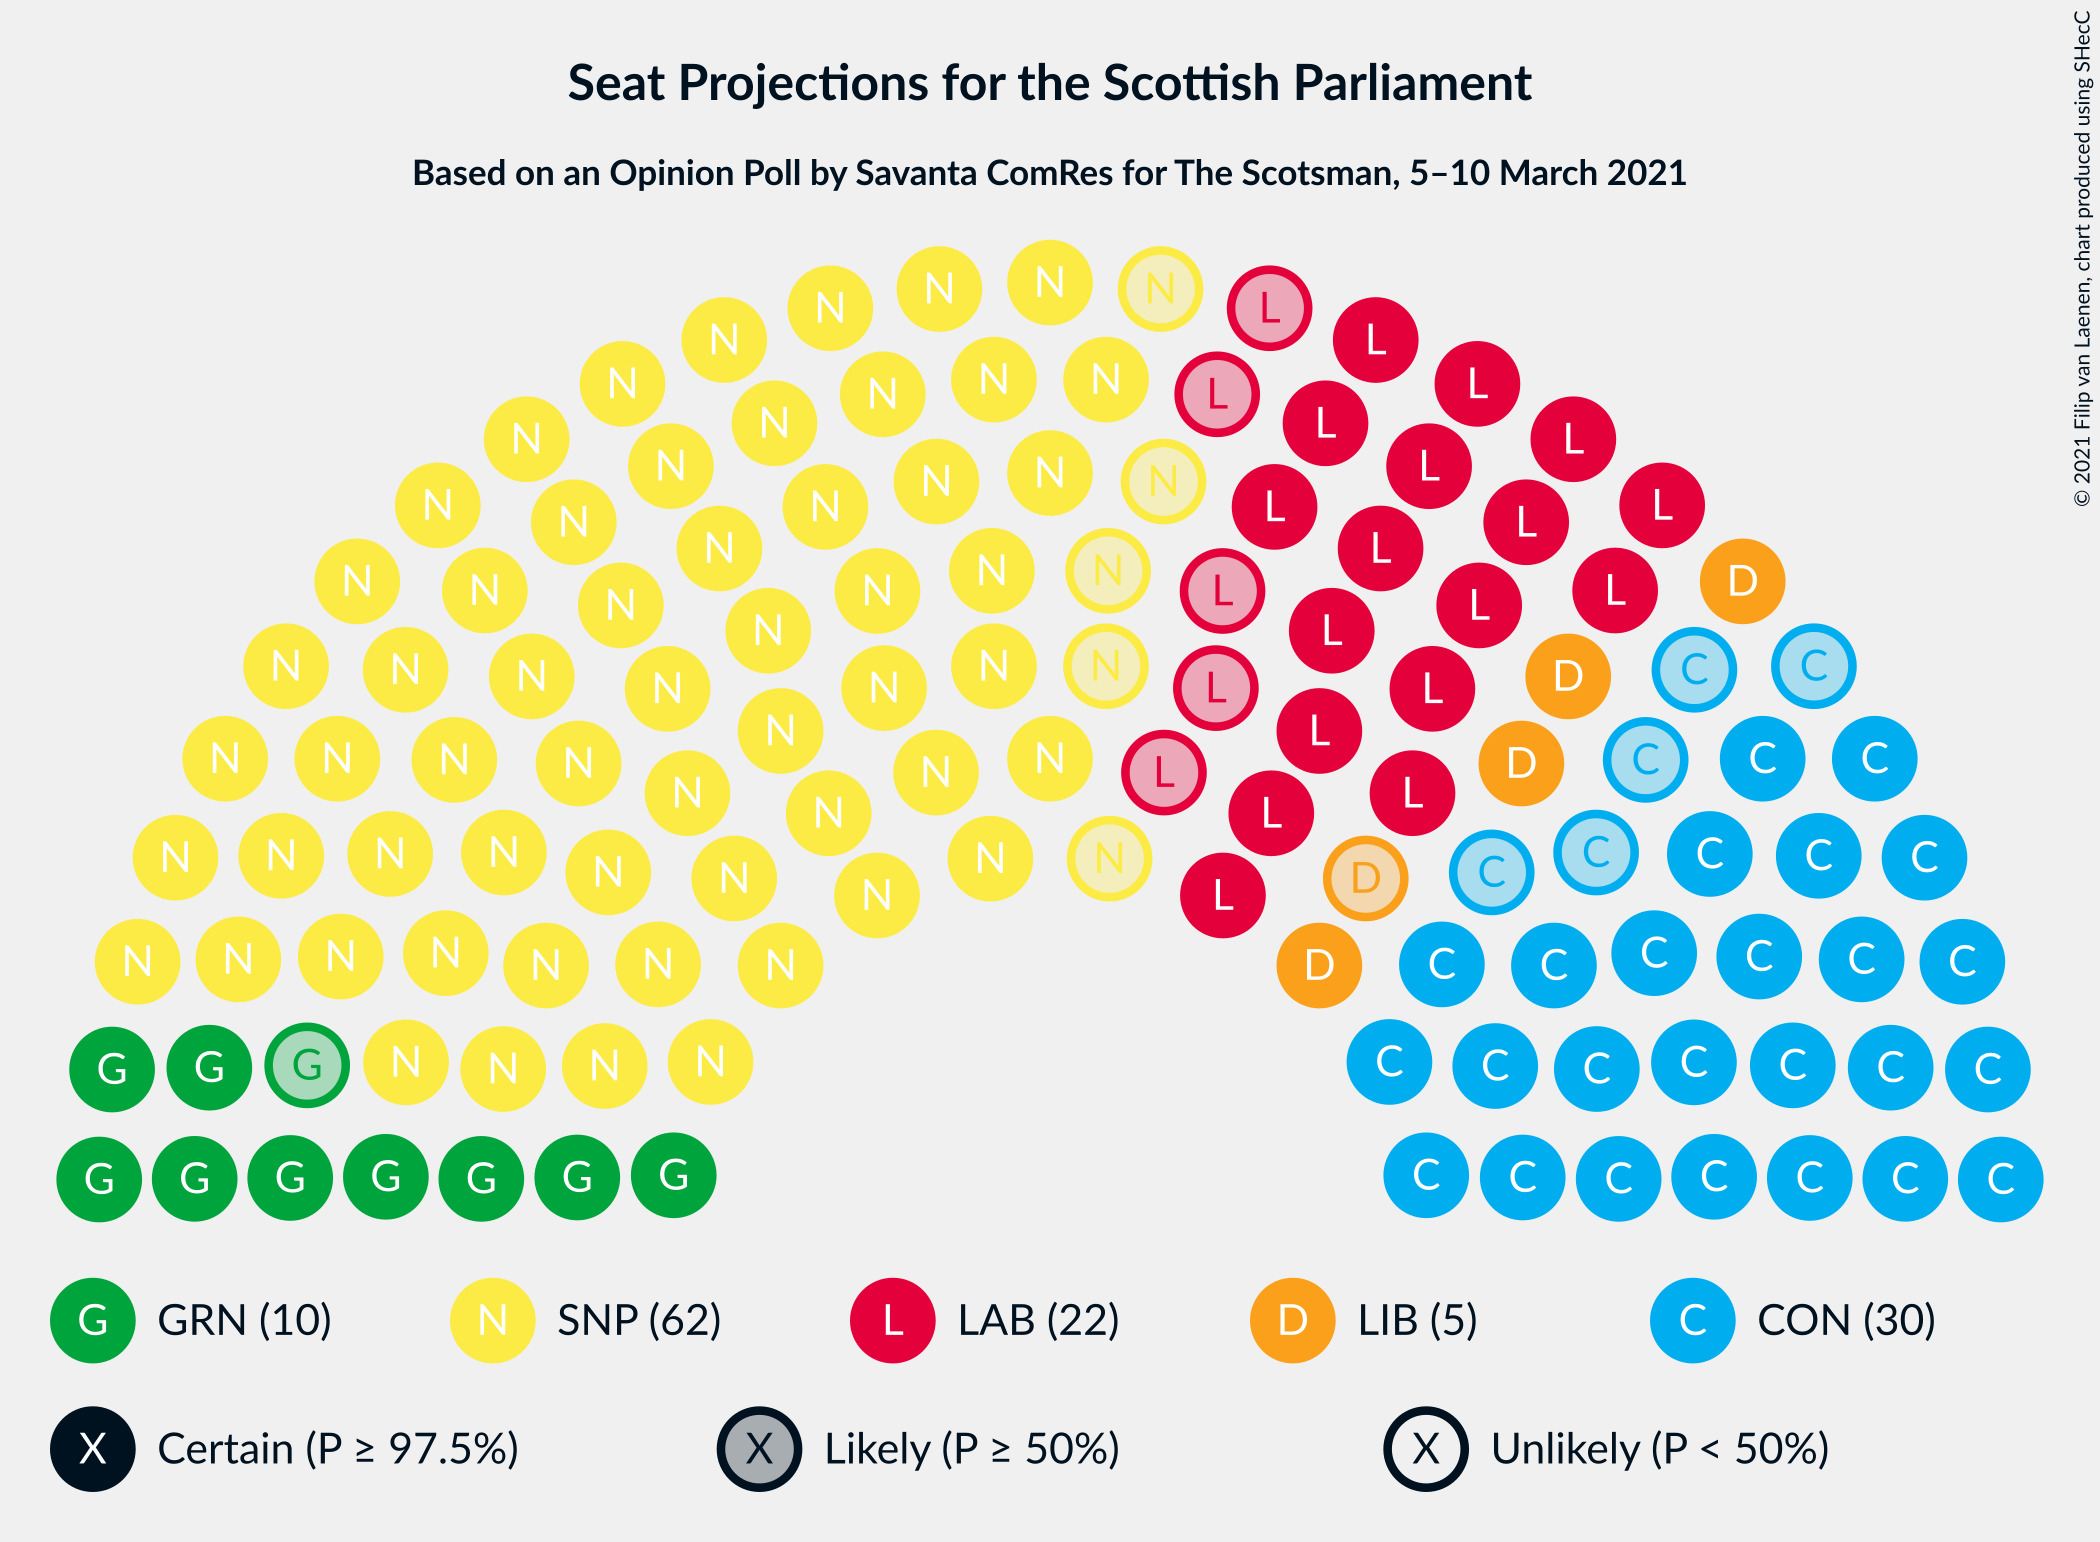 Seat Projections for the Scottish Parliament
Based on an Opinion Poll by Savanta ComRes for The Scotsman, 5–10 March 2021
© 2021 Filip van Laenen, chart produced using SHecC
N N N N N L
N N N N L L
N N N N L L
N N N N N L L
N N N L L
N N N N L L
N N N L L
N N N N L D
N N N N L L
N N N N L D C C
N N N L L
N N N N N N L D C C C
N N L L
N N N N N N N L D C C C C C
N N N N N N N D C C C C C C
G G G N N N N C C C C C C C
G G G G G G G C C C C C C C
G GRN (10) N SNP (62) L LAB (22) D LIB (5) C CON (30)
X Certain (P ≥ 97.5%) X Likely (P ≥ 50%) X Unlikely (P < 50%)